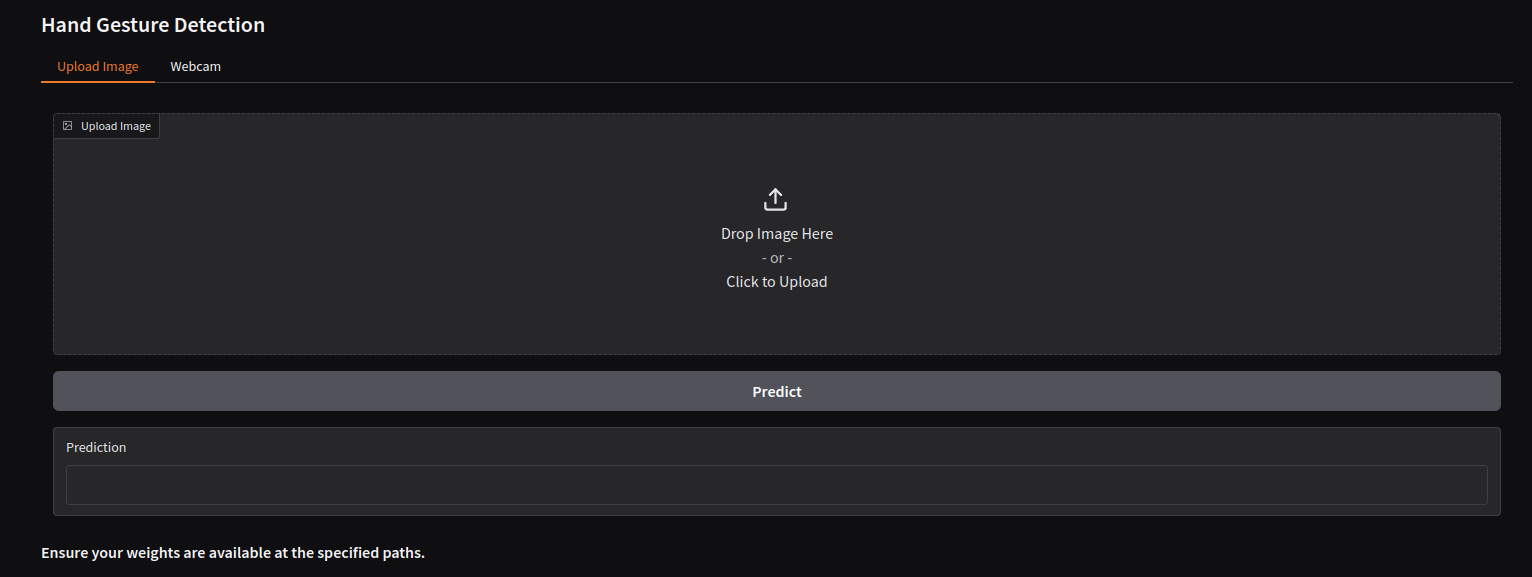 Hand Gesture Detection
Upload Image Webcam
Upload Image
Drop Image Here
- or -
Click to Upload
Predict
Prediction
Ensure your weights are available at the specified paths.